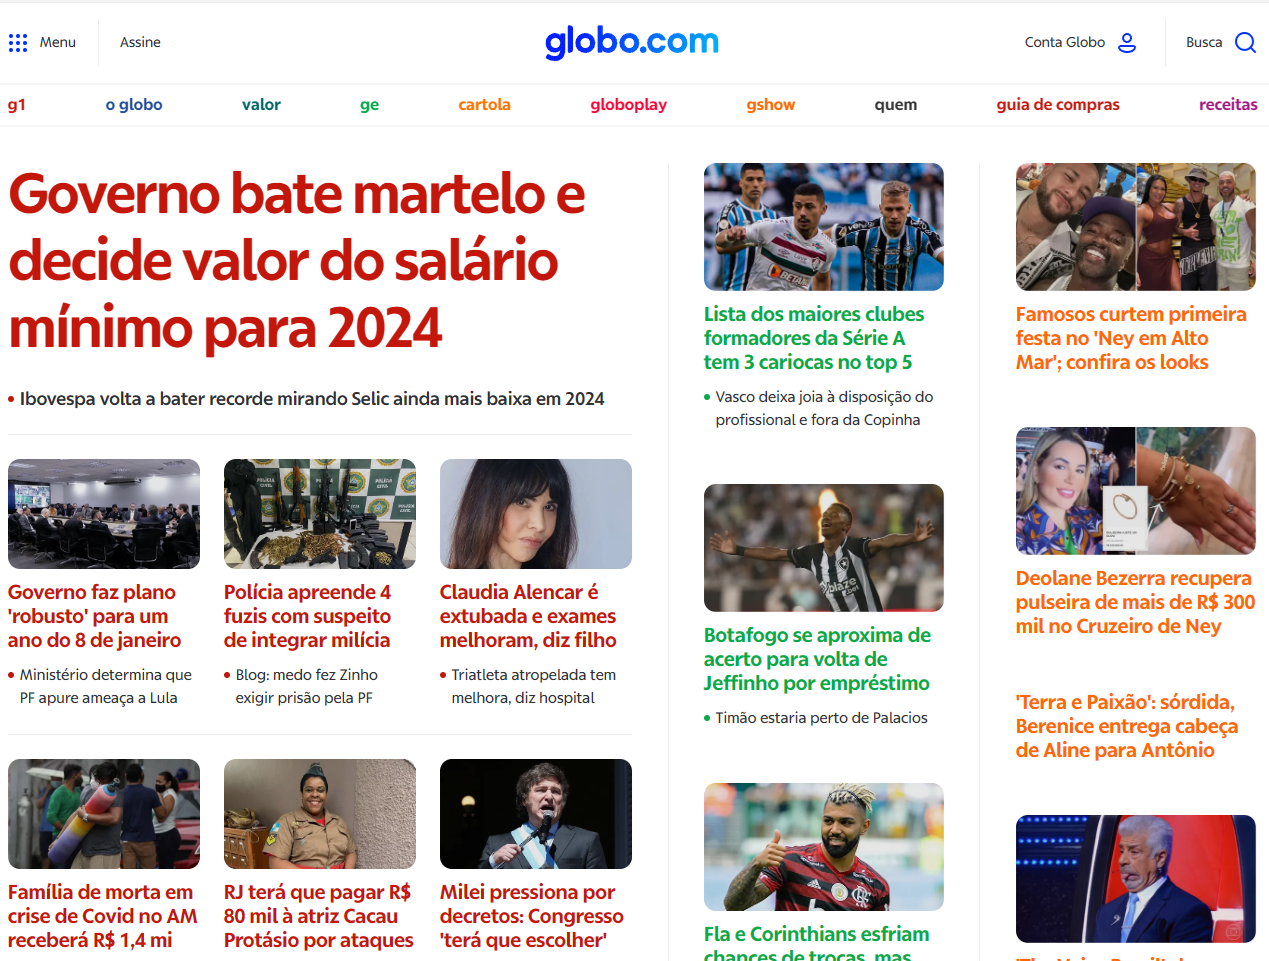 Menu
Assine
globo.com
Conta Globo
Busca
g1
o globo
valor
ge
cartola
globoplay
gshow
quem
guia de compras
receitas
Governo bate martelo e
decide valor do salário
mínimo para 2024
Ibovespa volta a bater recorde mirando Selic ainda mais baixa em 2024
Governo faz plano
'robusto' para um
ano do 8 de janeiro
Ministério determina que
PF apure ameaça a Lula
POLÍCIA
CIVIL
Polícia apreende 4
fuzis com suspeito
de integrar milícia
Blog: medo fez Zinho
exigir prisão pela PF
Claudia Alencar é
extubada e exames
melhoram, diz filho
Triatleta atropelada tem
melhora, diz hospital
Família de morta em
crise de Covid no AM
receberá R$ 1,4 mi
RJ terá que pagar R$
80 mil à atriz Cacau
Protásio por ataques
Milei pressiona por
decretos: Congresso
'terá que escolher'
BETANO
Lista dos maiores clubes
formadores da Série A
tem 3 cariocas no top 5
Vasco deixa joia à disposição do
profissional e fora da Copinha
blaze
Botafogo se aproxima de
acerto para volta de
Jeffinho por empréstimo
Timão estaria perto de Palacios
Fla e Corinthians esfriam
chances de trocas, mas
Famosos curtem primeira
festa no 'Ney em Alto
Mar'; confira os looks
Deolane Bezerra recupera
pulseira de mais de R$ 300
mil no Cruzeiro de Ney
'Terra e Paixão': sórdida,
Berenice entrega cabeça
de Aline para Antônio